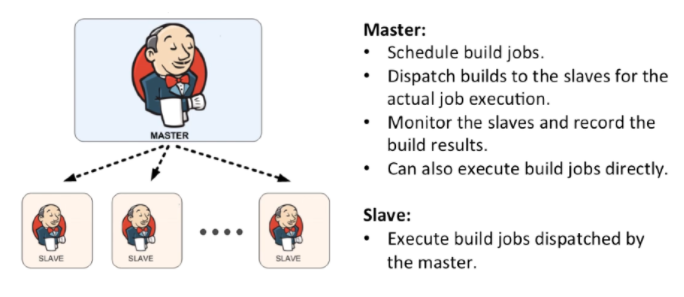 MASTER
SLAVE
SLAVE
SLAVE
Master:
• Schedule build jobs.
• Dispatch builds to the slaves for the
actual job execution.
• Monitor the slaves and record the
build results.
• Can also execute build jobs directly.
Slave:
• Execute build jobs dispatched by
the master.